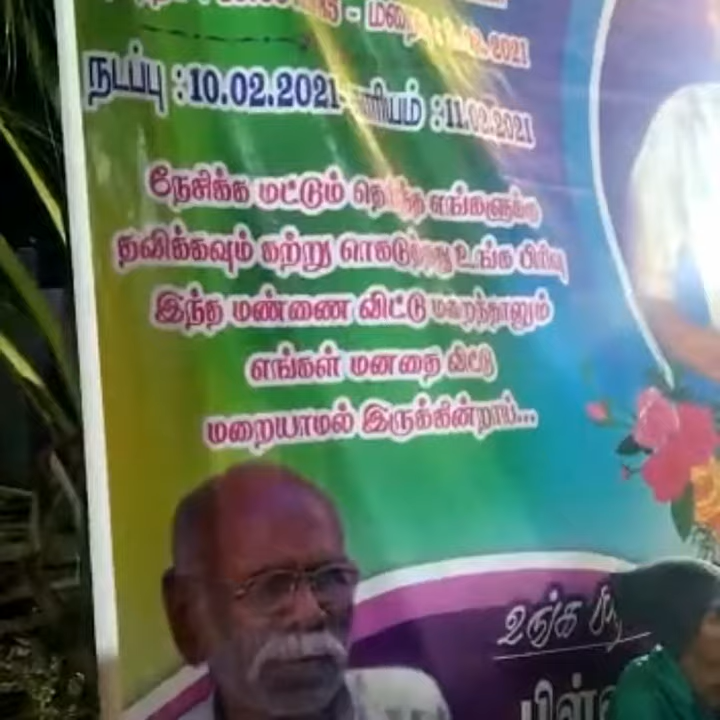 மறைவு
நடப்பு : 10.02.2021 காரியம் : 11.02.2021
நேசிக்க மட்டும் தெரிந்த எங்களுக்கு
தவிக்கவும் கற்று கொடுத்தது உங்க பிரிவு
இந்த மண்ணை விட்டு மறைந்தாலும்
எங்கள் மனதை விட்டு
மறையாமல் இருக்கின்றாய்...
உங்க